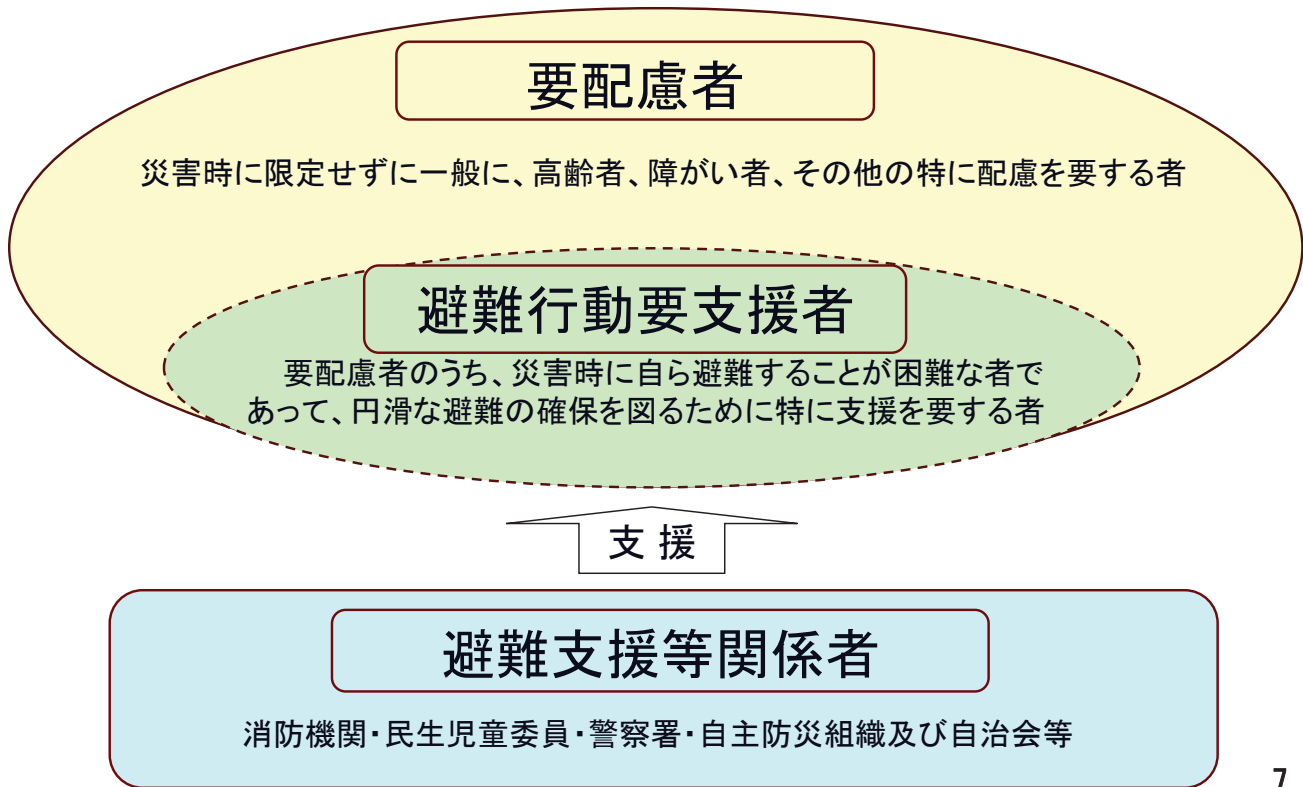 要配慮者
災害時に限定せずに一般に、高齢者、障がい者、その他の特に配慮を要する者
避難行動要支援者
要配慮者のうち、災害時に自ら避難することが困難な者で
あって、円滑な避難の確保を図るために特に支援を要する者
支 援
避難支援等関係者
消防機関・民生児童委員・警察署・自主防災組織及び自治会等
7